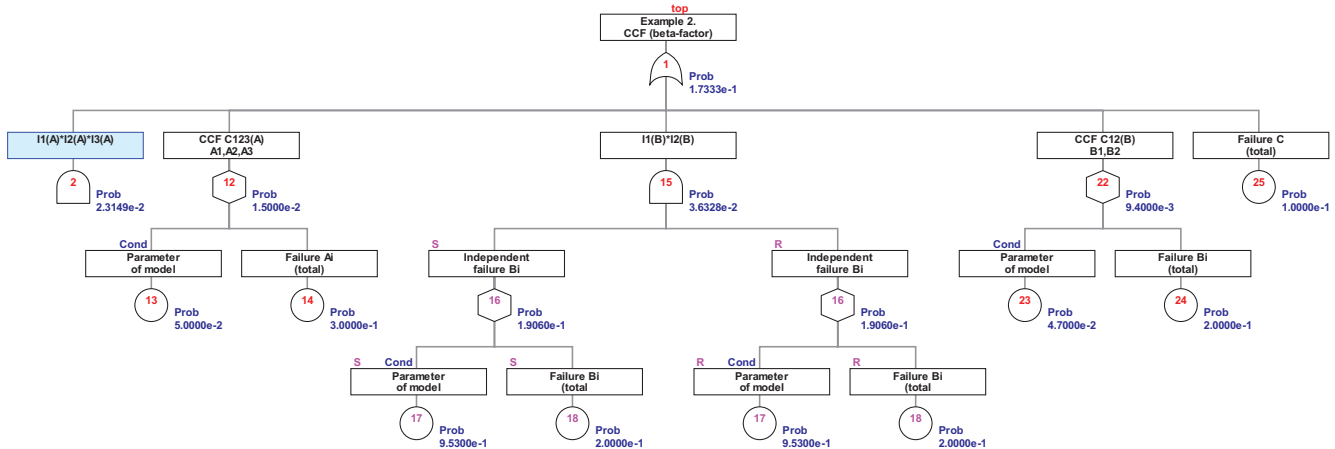 top
Example 2.
CCF (beta-factor)
1
Prob
1.7333e-1
I1(A)*I2(A)*I3(A)
2
Prob
2.3149e-2
CCF C123(A)
A1,A2,A3
12
Prob
1.5000e-2
I1(B)*I2(B)
15
Prob
3.6328e-2
CCF C12(B)
B1,B2
22
Prob
9.4000e-3
Failure C
(total)
25
Prob
1.0000e-1
Cond
Parameter
of model
13
Prob
5.0000e-2
Failure Ai
(total)
14
Prob
3.0000e-1
S
Independent
failure Bi
16
Prob
1.9060e-1
R
Independent
failure Bi
16
Prob
1.9060e-1
Cond
Parameter
of model
23
Prob
4.7000e-2
Failure Bi
(total)
24
Prob
2.0000e-1
S Cond
Parameter
of model
17
Prob
9.5300e-1
S
Failure Bi
(total
18
Prob
2.0000e-1
R Cond
Parameter
of model
17
Prob
9.5300e-1
R
Failure Bi
(total
18
Prob
2.0000e-1